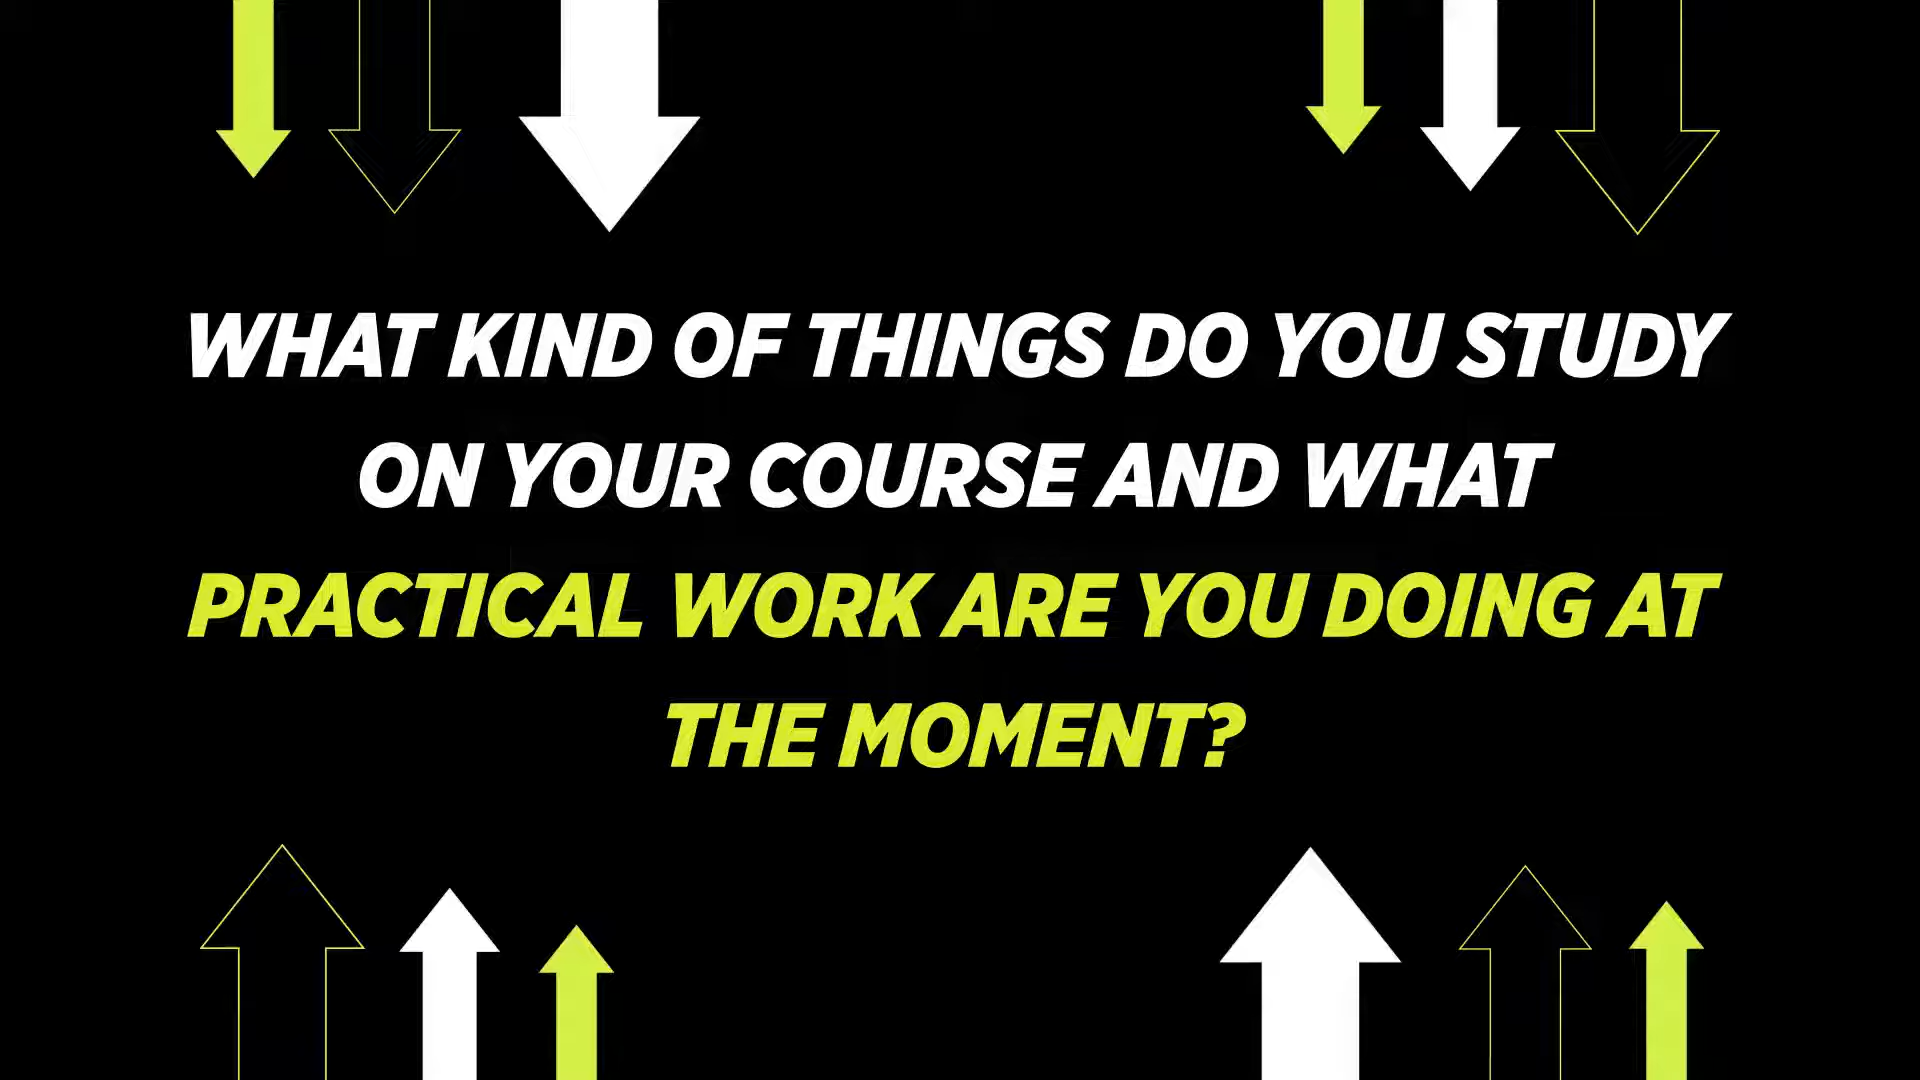 WHAT KIND OF THINGS DO YOU STUDY
ON YOUR COURSE AND WHAT
PRACTICAL WORK ARE YOU DOING AT
THE MOMENT?